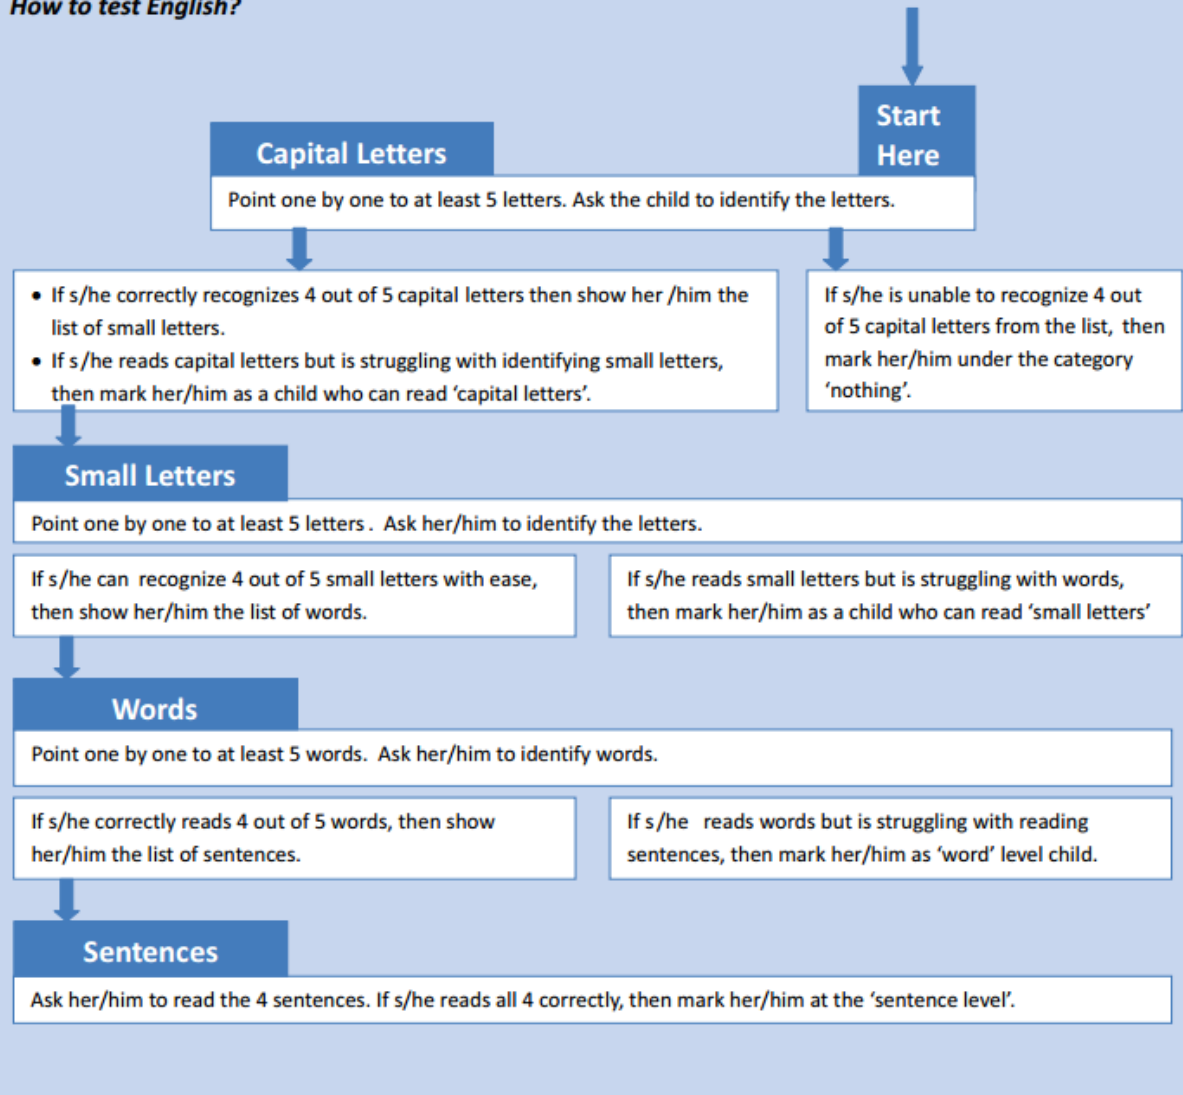 How to test English?
Start
Here
Capital Letters
Point one by one to at least 5 letters. Ask the child to identify the letters.
• If s/he correctly recognizes 4 out of 5 capital letters then show her /him the
list of small letters.
• If s/he reads capital letters but is struggling with identifying small letters,
then mark her/him as a child who can read ‘capital letters’.
If s/he is unable to recognize 4 out
of 5 capital letters from the list, then
mark her/him under the category
‘nothing’.
Small Letters
Point one by one to at least 5 letters . Ask her/him to identify the letters.
If s/he can recognize 4 out of 5 small letters with ease,
then show her/him the list of words.
If s/he reads small letters but is struggling with words,
then mark her/him as a child who can read ‘small letters’
Words
Point one by one to at least 5 words. Ask her/him to identify words.
If s/he correctly reads 4 out of 5 words, then show
her/him the list of sentences.
If s/he reads words but is struggling with reading
sentences, then mark her/him as ‘word’ level child.
Sentences
Ask her/him to read the 4 sentences. If s/he reads all 4 correctly, then mark her/him at the ‘sentence level’.